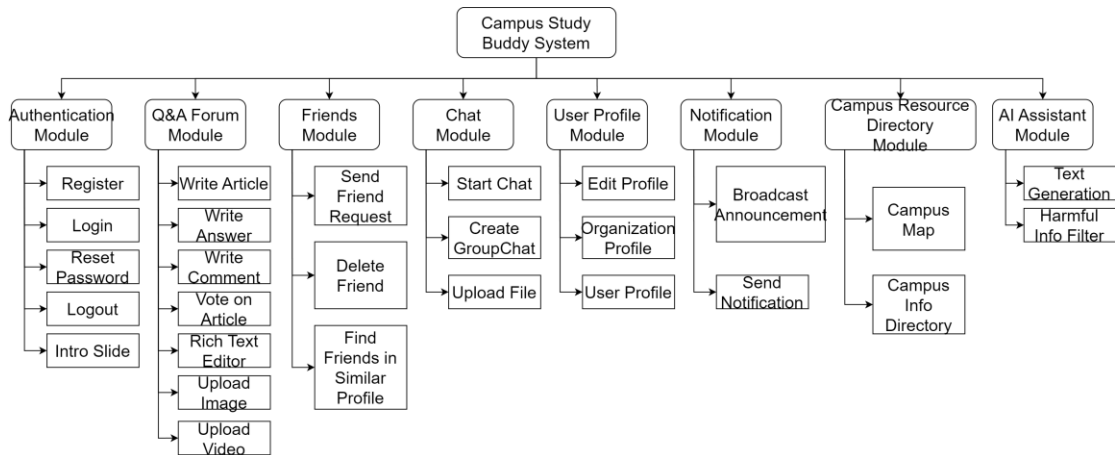 Campus Study
Buddy System
Authentication
Module
Register
Login
Reset
Password
Logout
Intro Slide
Q&A Forum
Module
Write Article
Write
Answer
Write
Comment
Vote on
Article
Rich Text
Editor
Upload
Image
Upload
Video
Friends
Module
Send
Friend
Request
Delete
Friend
Find
Friends in
Similar
Profile
Chat
Module
Start Chat
Create
GroupChat
Upload File
User Profile
Module
Edit Profile
Organization
Profile
User Profile
Notification
Module
Broadcast
Announcement
Send
Notification
Campus Resource
Directory
Module
Campus
Map
Campus
Info
Directory
AI Assistant
Module
Text
Generation
Harmful
Info Filter